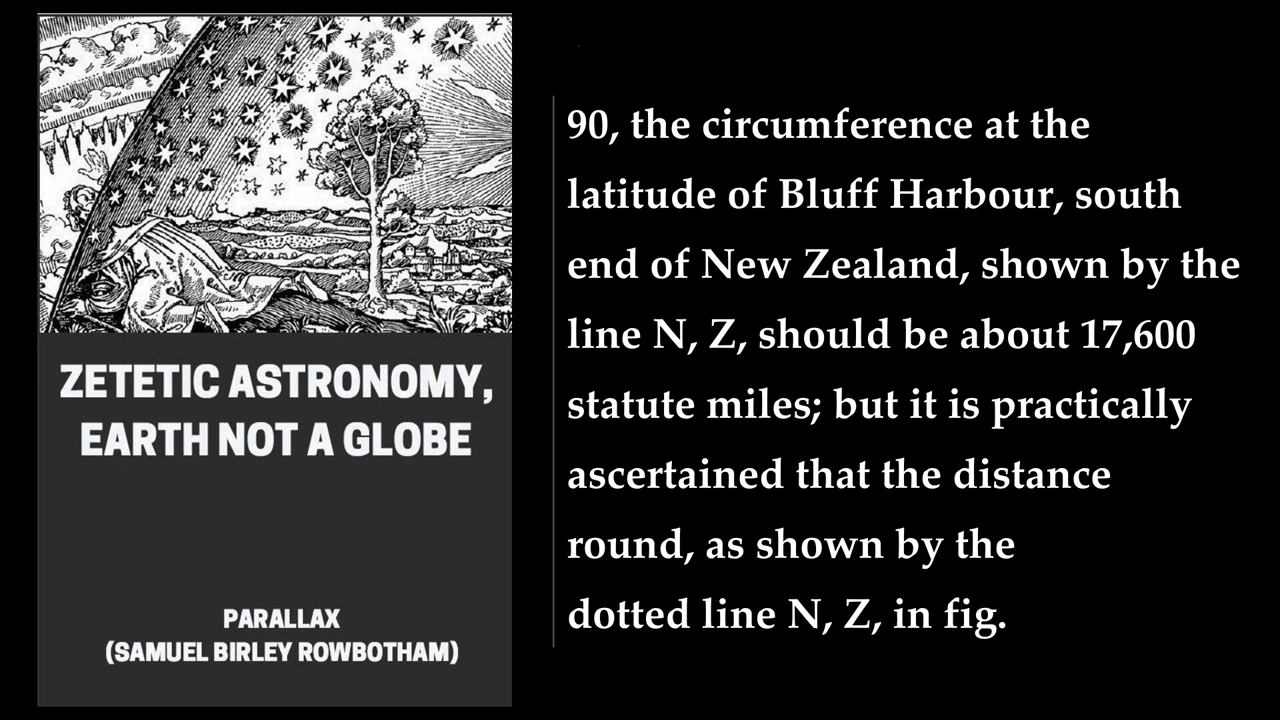 ZETETIC ASTRONOMY,
EARTH NOT A GLOBE
PARALLAX
(SAMUEL BIRLEY ROWBOTHAM)
90, the circumference at the
latitude of Bluff Harbour, south
end of New Zealand, shown by the
line N, Z, should be about 17,600
statute miles; but it is practically
ascertained that the distance
round, as shown by the
dotted line N, Z, in fig.